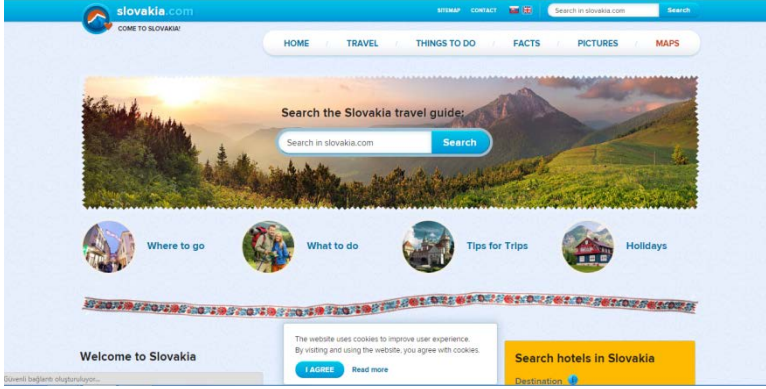 slovakia.com
COME TO SLOVAKIA!
SITEMAP CONTACT
Search in slovakia.com Search
HOME TRAVEL THINGS TO DO FACTS PICTURES MAPS
Search the Slovakia travel guide:
Search in slovakia.com Search
Where to go What to do Tips for Trips Holidays
The website uses cookies to improve user experience.
By visiting and using the website, you agree with cookies.
I AGREE Read more
Welcome to Slovakia
Search hotels in Slovakia
Destination
Güvenli bağlantı oluşturuluyor...